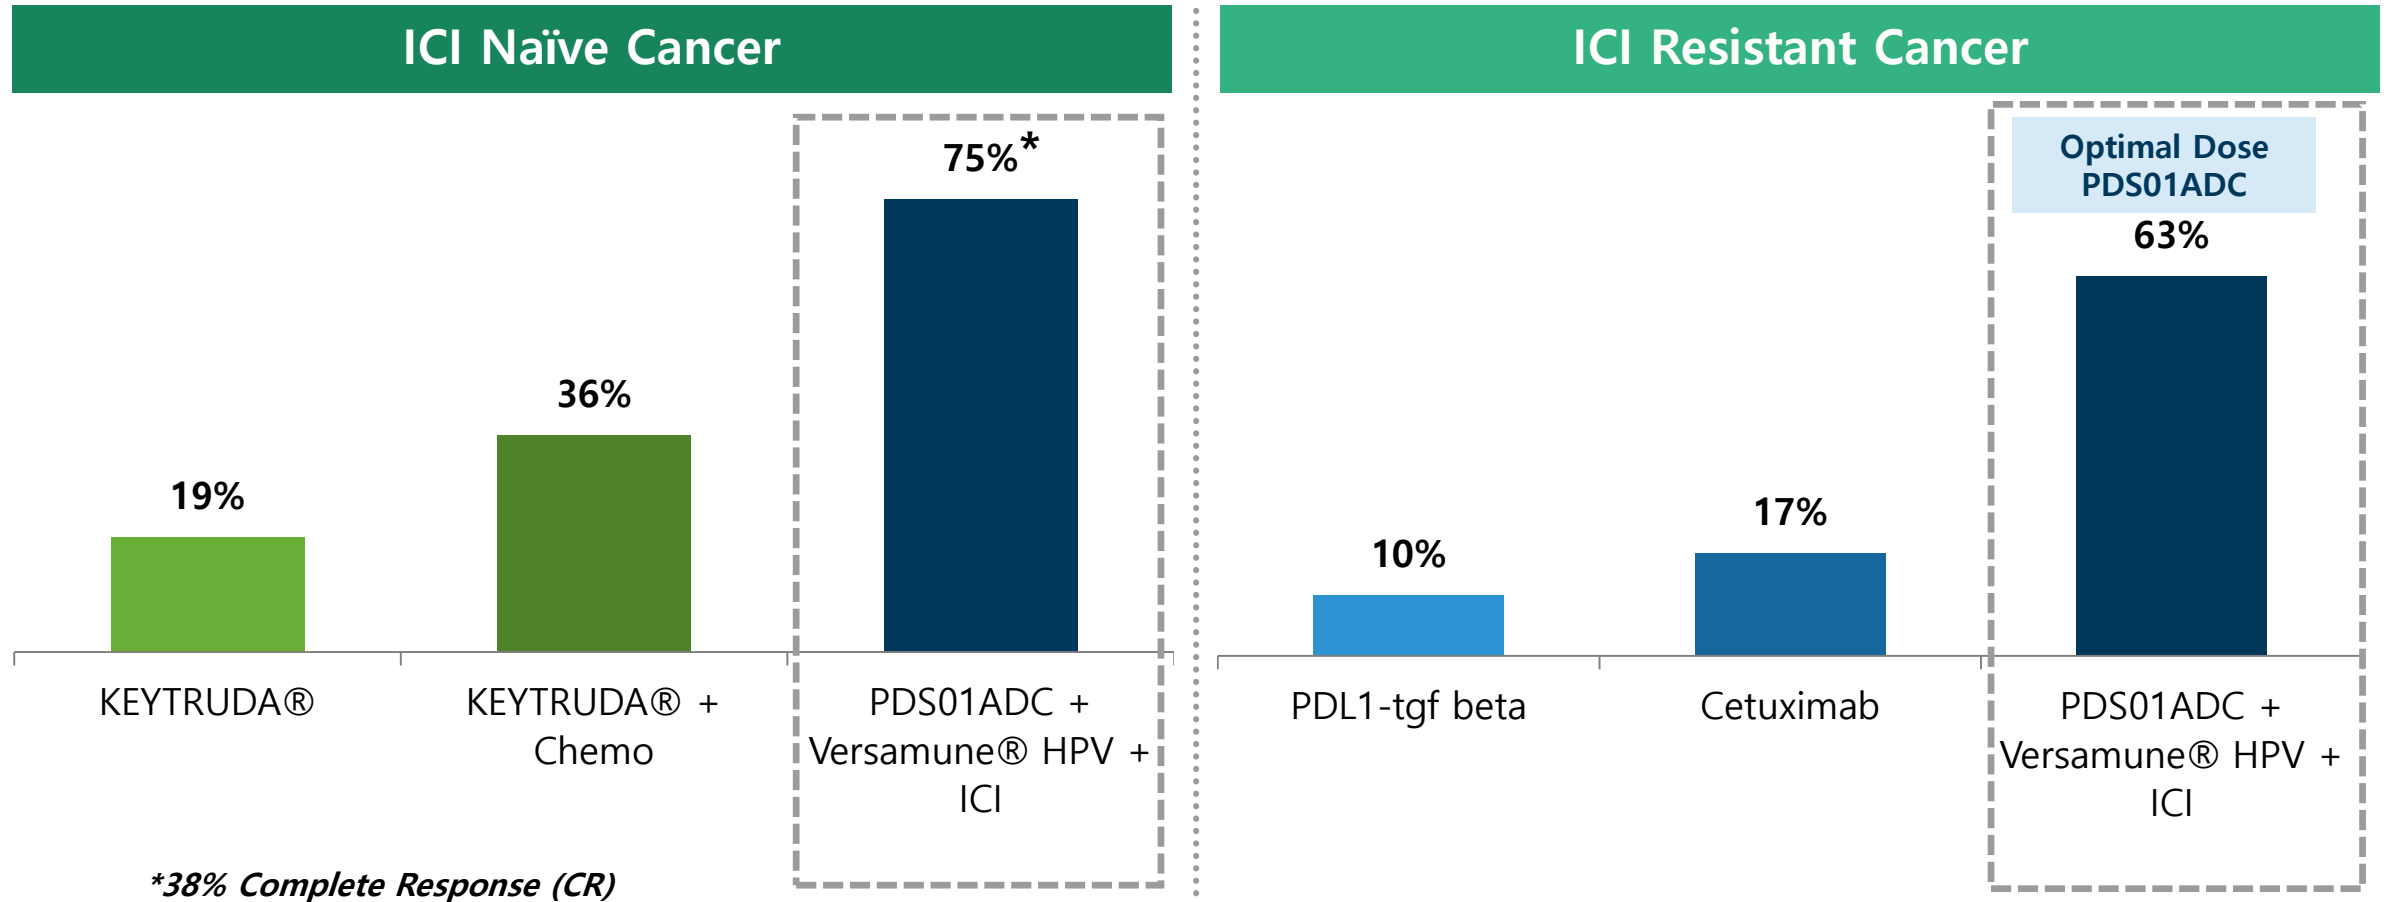 ICI Naïve Cancer
75%*
36%
19%
KEYTRUDA®
KEYTRUDA® +
Chemo
PDS01ADC +
Versamune® HPV +
ICI
*38% Complete Response (CR)
ICI Resistant Cancer
Optimal Dose
PDS01ADC
63%
17%
10%
PDL1-tgf beta
Cetuximab
PDS01ADC +
Versamune® HPV +
ICI